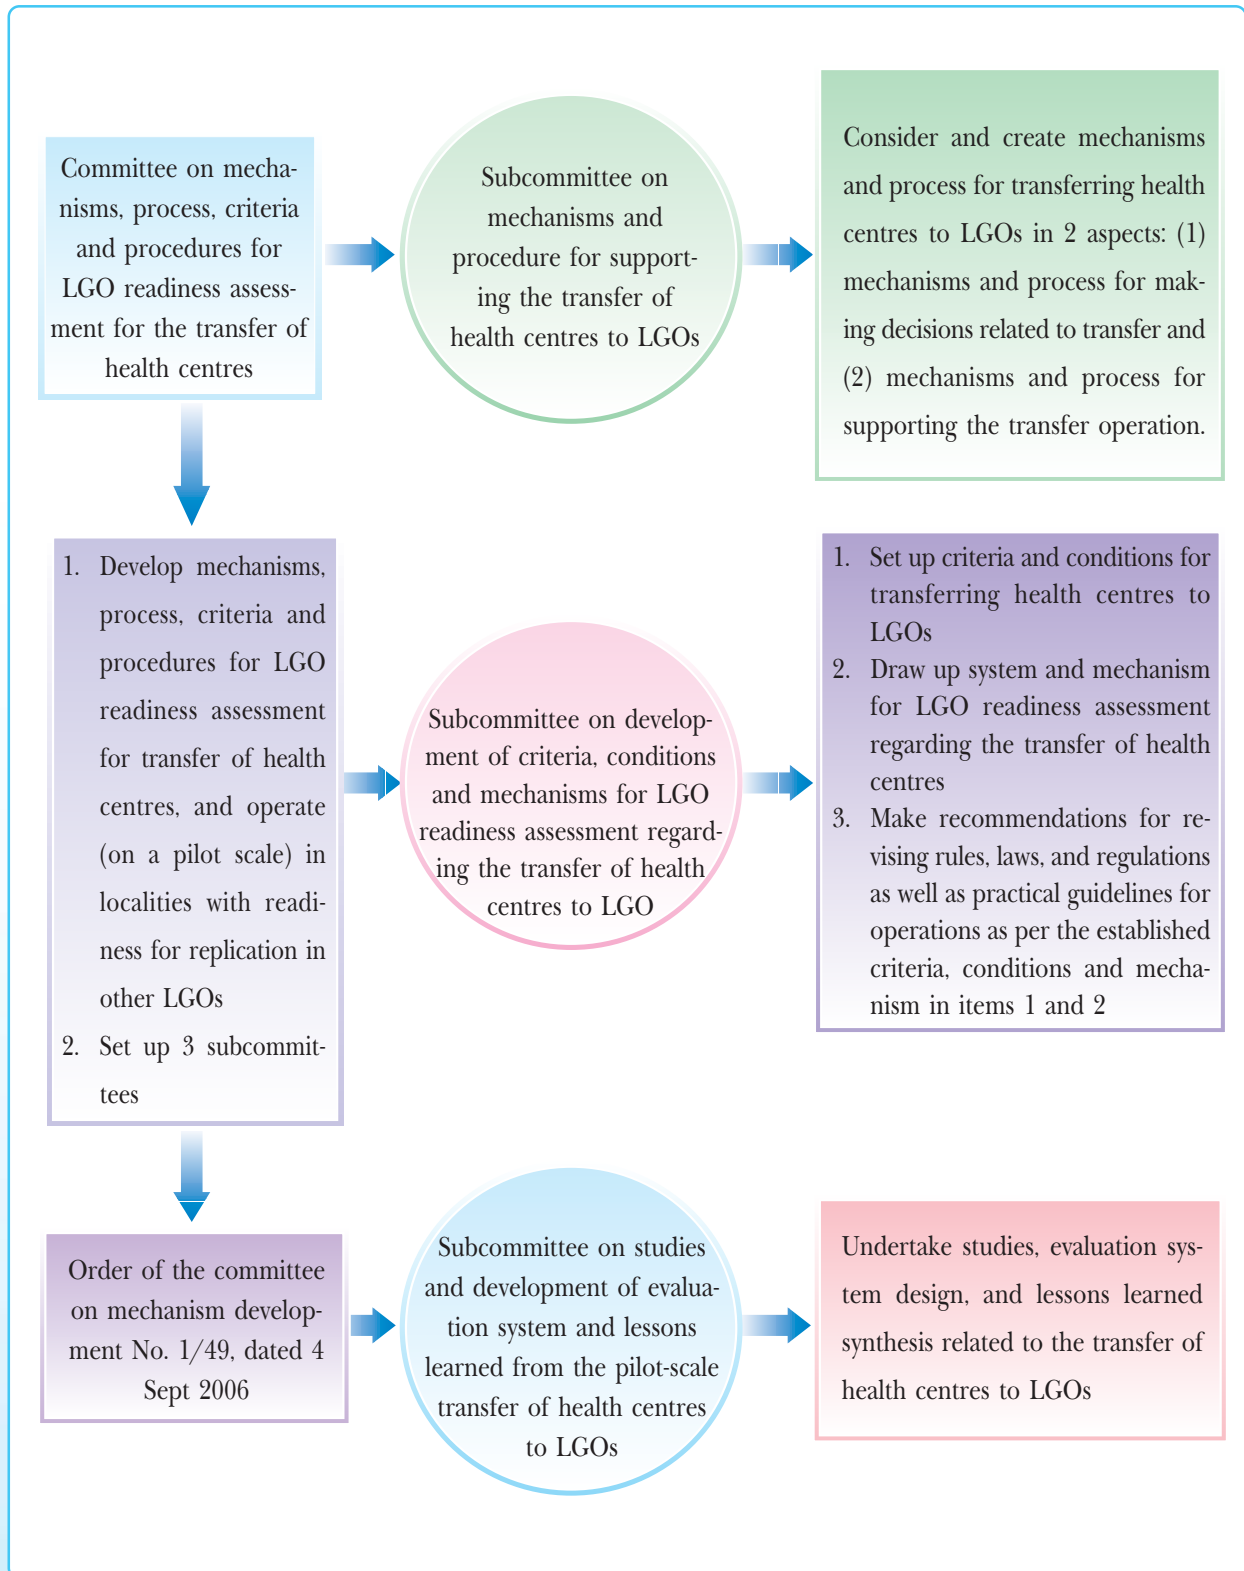 Committee on mecha-
nisms, process, criteria
and procedures for
LGO readiness assess-
ment for the transfer of
health centres
Subcommittee on
mechanisms and
procedure for support-
ing the transfer of
health centres to LGOs
Consider and create mechanisms
and process for transferring health
centres to LGOs in 2 aspects: (1)
mechanisms and process for mak-
ing decisions related to transfer and
(2) mechanisms and process for
supporting the transfer operation.
1. Develop mechanisms,
process, criteria and
procedures for LGO
readiness assessment
for transfer of health
centres, and operate
(on a pilot scale) in
localities with readi-
ness for replication in
other LGOs
2. Set up 3 subcommit-
tees
Subcommittee on develop-
ment of criteria, conditions
and mechanisms for LGO
readiness assessment regard-
ing the transfer of health
centres to LGO
1. Set up criteria and conditions for
transferring health centres to
LGOs
2. Draw up system and mechanism
for LGO readiness assessment
regarding the transfer of health
centres
3. Make recommendations for re-
vising rules, laws, and regulations
as well as practical guidelines for
operations as per the established
criteria, conditions and mecha-
nism in items 1 and 2
Order of the committee
on mechanism develop-
ment No. 1/49, dated 4
Sept 2006
Subcommittee on studies
and development of evalua-
tion system and lessons
learned from the pilot-scale
transfer of health centres
to LGOs
Undertake studies, evaluation sys-
tem design, and lessons learned
synthesis related to the transfer of
health centres to LGOs